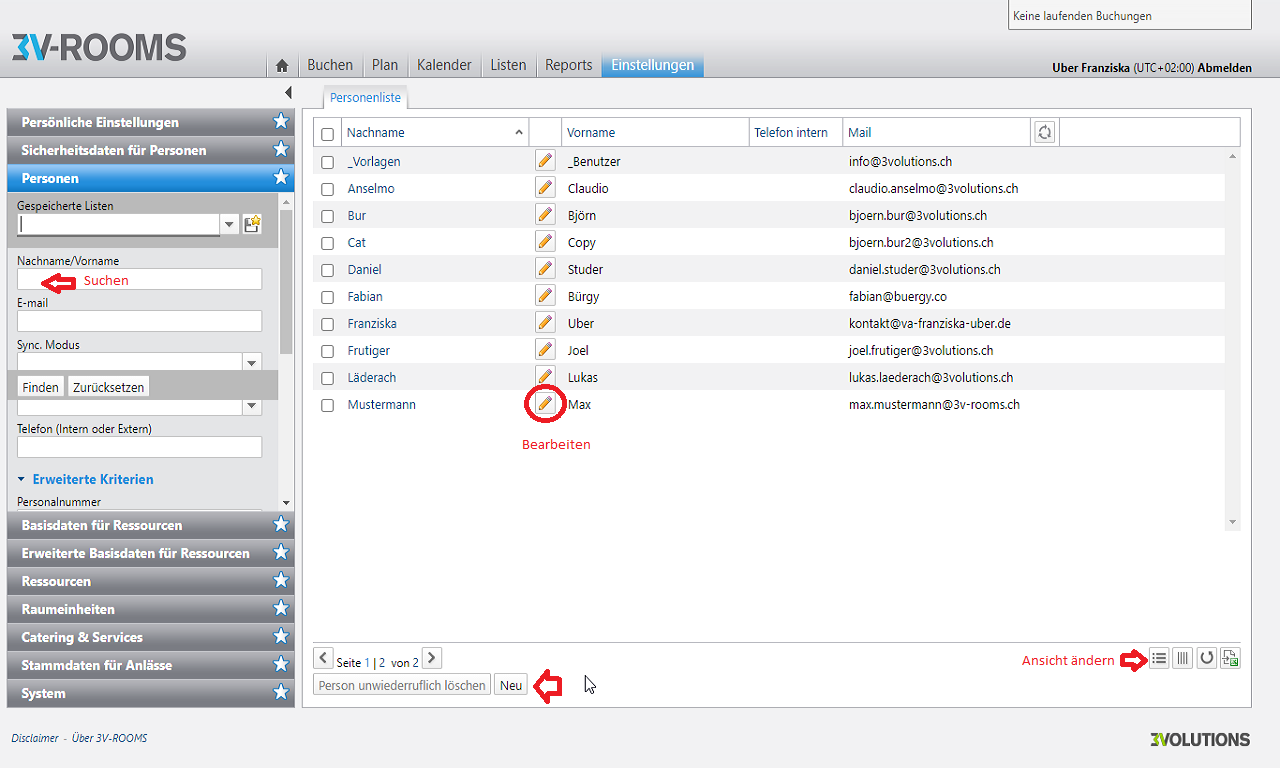 Keine laufenden Buchungen
3V-ROOMS
Buchen Plan Kalender Listen Reports Einstellungen
Uber Franziska (UTC+02:00) Abmelden
Persönliche Einstellungen
Sicherheitsdaten für Personen
Personen
Gespeicherte Listen
Nachname/Vorname
Suchen
E-mail
Sync. Modus
Finden Zurücksetzen
Telefon (Intern oder Extern)
Erweiterte Kriterien
Personalnummer
Basisdaten für Ressourcen
Erweiterte Basisdaten für Ressourcen
Ressourcen
Raumeinheiten
Catering & Services
Stammdaten für Anlässe
System
Personenliste
Nachname Vorname Telefon intern Mail
_Vorlagen _Benutzer info@3volutions.ch
Anselmo Claudio claudio.anselmo@3volutions.ch
Bur Björn bjoern.bur@3volutions.ch
Cat Copy bjoern.bur2@3volutions.ch
Daniel Studer daniel.studer@3volutions.ch
Fabian Bürgy fabian@buergy.co
Franziska Uber kontakt@va-franziska-uber.de
Frutiger Joel joel.frutiger@3volutions.ch
Läderach Lukas lukas.laederach@3volutions.ch
Mustermann Max max.mustermann@3v-rooms.ch
Bearbeiten
Seite 1 | 2 von 2
Ansicht ändern
Person unwiederruflich löschen Neu
Disclaimer - Über 3V-ROOMS
3VOLUTIONS